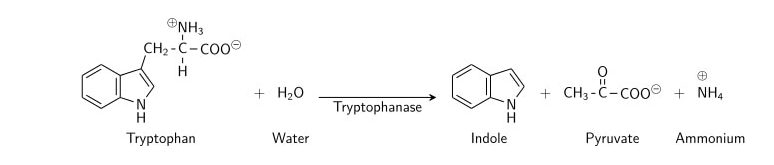 ⊕NH₃
CH₂-C-COO⊖
H
N
H
+ H₂O
Tryptophanase
N
H
+
O
CH₃-C-COO⊖
+
⊕
NH₄
Tryptophan Water Indole Pyruvate Ammonium